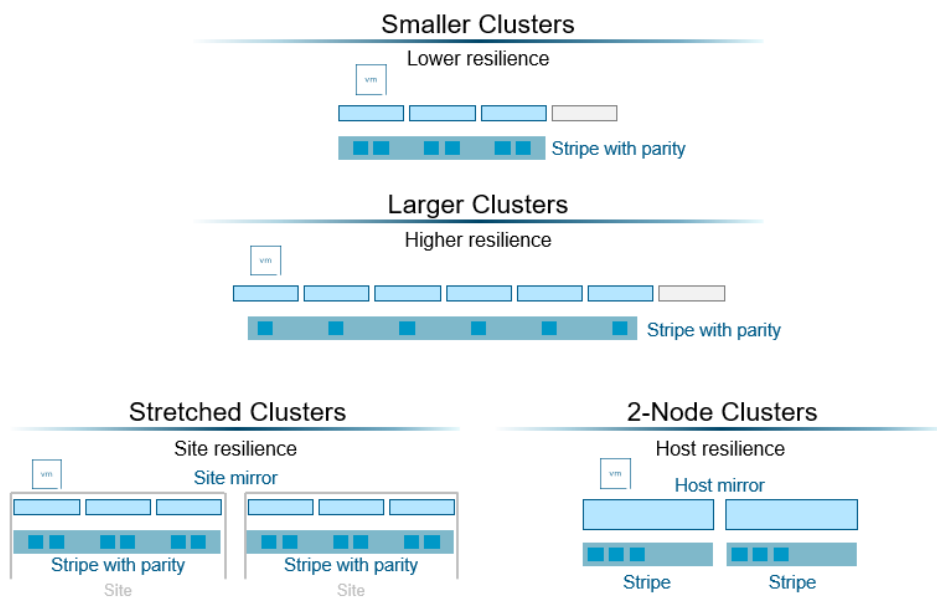 Smaller Clusters
Lower resilience
vm
Stripe with parity
Larger Clusters
Higher resilience
vm
Stripe with parity
Stretched Clusters
Site resilience
vm
Site mirror
Stripe with parity
Stripe with parity
Site
Site
2-Node Clusters
Host resilience
vm
Host mirror
Stripe
Stripe